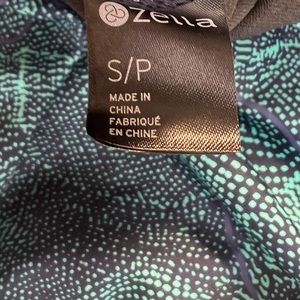 Zella
S/P
MADE IN
CHINA
FABRIQUÉ
EN CHINE